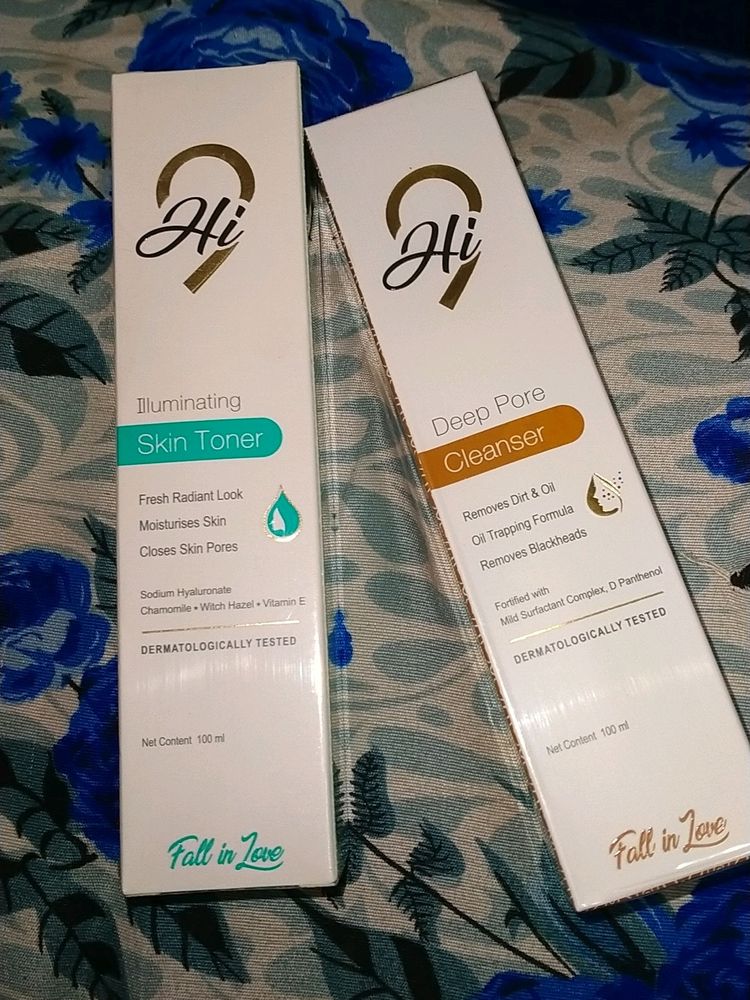 Hi
9
Illuminating
Skin Toner
Fresh Radiant Look
Moisturises Skin
Closes Skin Pores
Sodium Hyaluronate
Chamomile • Witch Hazel • Vitamin E
DERMATOLOGICALLY TESTED
Net Content 100 ml
Fall in Love
Hi
9
Deep Pore
Cleanser
Removes Dirt & Oil
Oil Trapping Formula
Removes Blackheads
Fortified with
Mild Surfactant Complex, D Panthenol
DERMATOLOGICALLY TESTED
Net Content 100 ml
Fall in Love